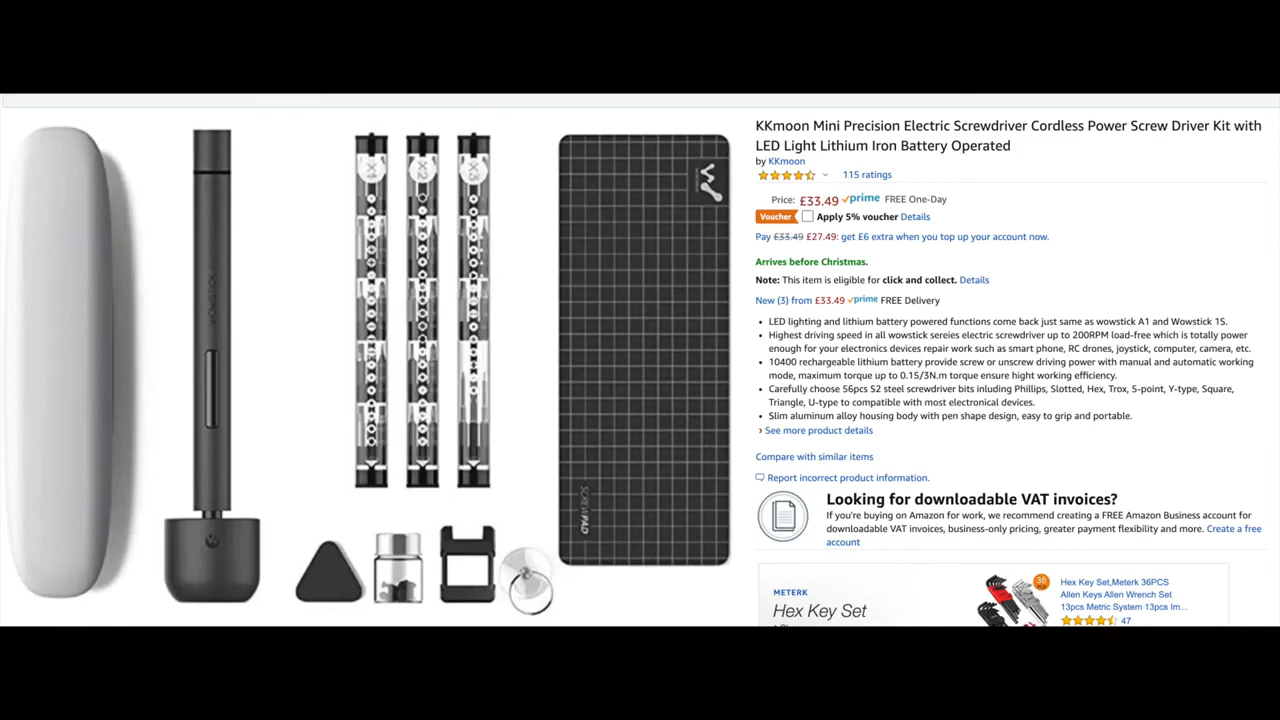 KKmoon Mini Precision Electric Screwdriver Cordless Power Screw Driver Kit with
LED Light Lithium Iron Battery Operated
by KKmoon
115 ratings
Price: £33.49 prime FREE One-Day
Voucher Apply 5% voucher Details
Pay £33.49 £27.49: get £6 extra when you top up your account now.
Arrives before Christmas.
Note: This item is eligible for click and collect. Details
New (3) from £33.49 prime FREE Delivery
• LED lighting and lithium battery powered functions come back just same as wowstick A1 and Wowstick 1S.
• Highest driving speed in all wowstick sereies electric screwdriver up to 200RPM load-free which is totally power
enough for your electronics devices repair work such as smart phone, RC drones, joystick, computer, camera, etc.
• 10400 rechargeable lithium battery provide screw or unscrew driving power with manual and automatic working
mode, maximum torque up to 0.15/3N.m torque ensure hight working efficiency.
• Carefully choose 56pcs S2 steel screwdriver bits inluding Phillips, Slotted, Hex, Trox, 5-point, Y-type, Square,
Triangle, U-type to compatible with most electronical devices.
• Slim aluminum alloy housing body with pen shape design, easy to grip and portable.
› See more product details
Compare with similar items
Report incorrect product information.
Looking for downloadable VAT invoices?
If you're buying on Amazon for work, we recommend creating a FREE Amazon Business account for
downloadable VAT invoices, business-only pricing, greater payment flexibility and more. Create a free
account
METERK
Hex Key Set
36
PCS
Hex Key Set,Meterk 36PCS
Allen Keys Allen Wrench Set
13pcs Metric System 13pcs Im...
47
X1
X2
X3
SCREWPAD